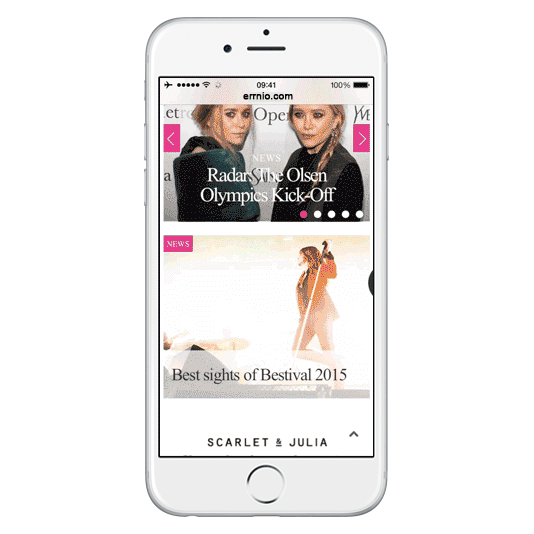 09:41
100%
errnio.com
etro
Oper
NEWS
Radar: The Olsen
Olympics Kick-Off
NEWS
Best sights of Bestival 2015
SCARLET & JULIA